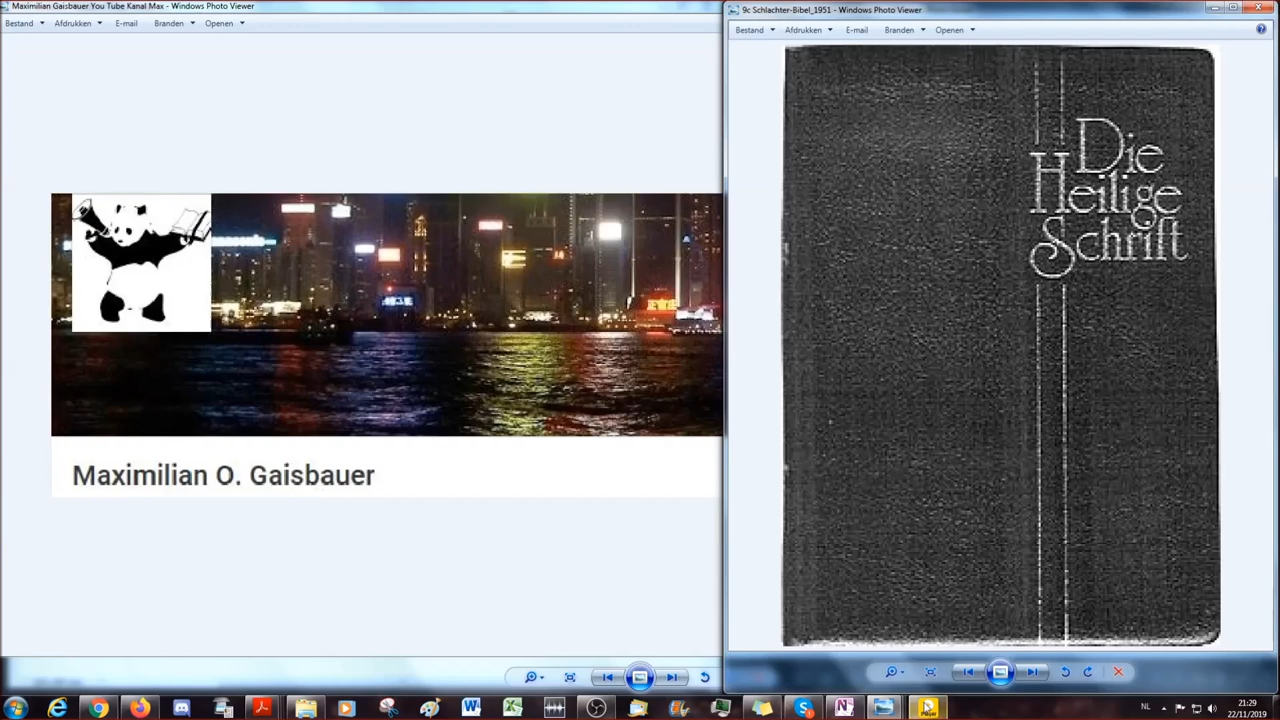 Maximilian Gaisbauer You Tube Kanal Max - Windows Photo Viewer
Bestand Afdrukken E-mail Branden Openen
Maximilian O. Gaisbauer
9c Schlachter-Bibel_1951 - Windows Photo Viewer
Bestand Afdrukken E-mail Branden Openen
Die
Heilige
Schrift
NL
21:29
22/11/2019